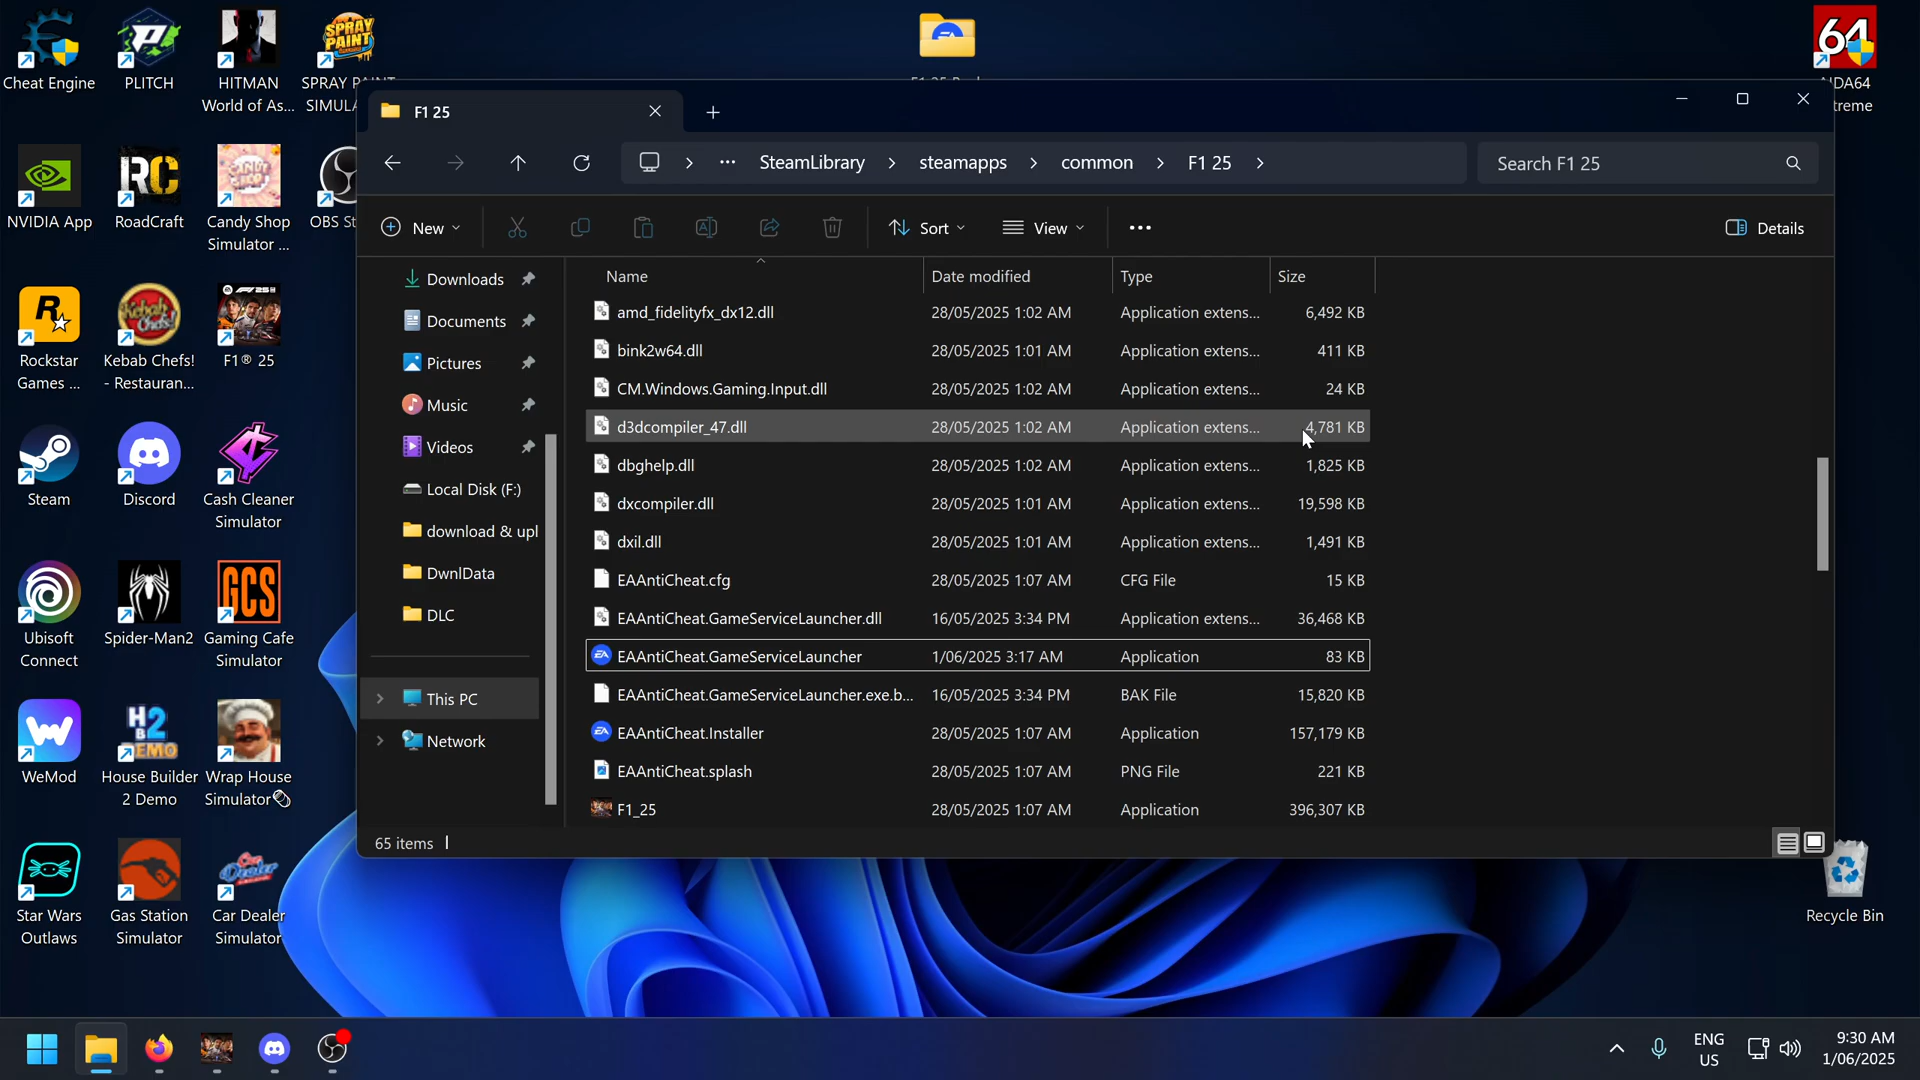 Cheat Engine
PLITCH
HITMAN
World of As...
SPRAY PAINT
SIMULA
64
AIDA64
treme
NVIDIA App
RoadCraft
Candy Shop
Simulator ...
OBS St
Rockstar
Games ...
Kebab Chefs!
- Restauran...
F1® 25
Steam
Discord
Cash Cleaner
Simulator
Ubisoft
Connect
Spider-Man2
Gaming Cafe
Simulator
WeMod
House Builder
2 Demo
Wrap House
Simulator
Star Wars
Outlaws
Gas Station
Simulator
Car Dealer
Simulator
F1 25
... SteamLibrary > steamapps > common > F1 25 >
Search F1 25
New
Sort
View
...
Details
Downloads
Documents
Pictures
Music
Videos
Local Disk (F:)
download & upl
DwnlData
DLC
This PC
Network
Name Date modified Type Size
amd_fidelityfx_dx12.dll 28/05/2025 1:02 AM Application extens... 6,492 KB
bink2w64.dll 28/05/2025 1:01 AM Application extens... 411 KB
CM.Windows.Gaming.Input.dll 28/05/2025 1:02 AM Application extens... 24 KB
d3dcompiler_47.dll 28/05/2025 1:02 AM Application extens... 4,781 KB
dbghelp.dll 28/05/2025 1:02 AM Application extens... 1,825 KB
dxcompiler.dll 28/05/2025 1:01 AM Application extens... 19,598 KB
dxil.dll 28/05/2025 1:01 AM Application extens... 1,491 KB
EAAntiCheat.cfg 28/05/2025 1:07 AM CFG File 15 KB
EAAntiCheat.GameServiceLauncher.dll 16/05/2025 3:34 PM Application extens... 36,468 KB
EAAntiCheat.GameServiceLauncher 1/06/2025 3:17 AM Application 83 KB
EAAntiCheat.GameServiceLauncher.exe.b... 16/05/2025 3:34 PM BAK File 15,820 KB
EAAntiCheat.Installer 28/05/2025 1:07 AM Application 157,179 KB
EAAntiCheat.splash 28/05/2025 1:07 AM PNG File 221 KB
F1_25 28/05/2025 1:07 AM Application 396,307 KB
65 items
Recycle Bin
ENG
US
9:30 AM
1/06/2025